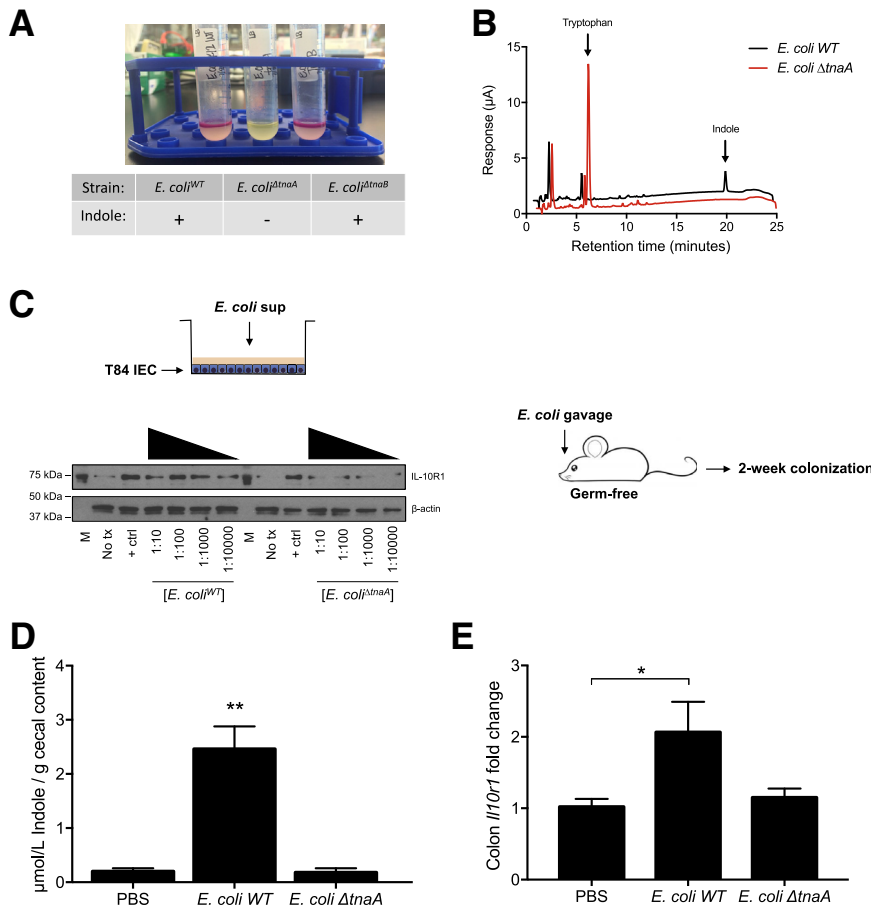 A
LB
LB
LB
E. coli
Strain:
E. coliWT
E. coliΔtnaA
E. coliΔtnaB
Indole:
+
-
+
B
Tryptophan
E. coli WT
E. coli ΔtnaA
Indole
Response (µA)
15
10
5
0
0
5
10
15
20
25
Retention time (minutes)
C
E. coli sup
T84 IEC
75 kDa
50 kDa
37 kDa
IL-10R1
β-actin
M
No tx
+ ctrl
1:10
1:100
1:1000
1:10000
M
No tx
+ ctrl
1:10
1:100
1:1000
1:10000
[E. coliWT]
[E. coliΔtnaA]
E. coli gavage
Germ-free
2-week colonization
D
µmol/L Indole / g cecal content
4
3
2
1
0
**
PBS
E. coli WT
E. coli ΔtnaA
E
Colon Il10r1 fold change
3
2
1
0
*
PBS
E. coli WT
E. coli ΔtnaA